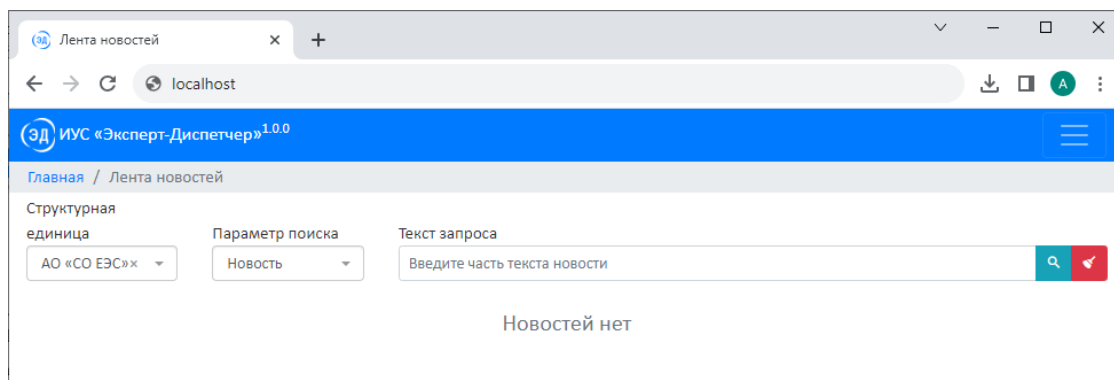 ЭД Лента новостей
localhost
A
ЭД ИУС «Эксперт-Диспетчер»1.0.0
Главная / Лента новостей
Структурная
единица Параметр поиска Текст запроса
АО «СО ЕЭС»× Новость Введите часть текста новости
Новостей нет